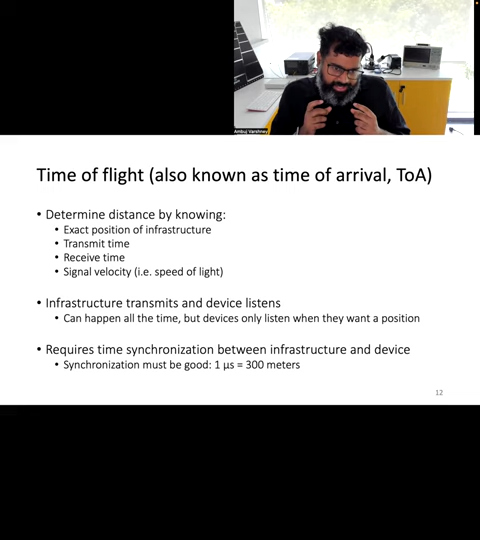 Ambuj Varshney
Time of flight (also known as time of arrival, ToA)
• Determine distance by knowing:
• Exact position of infrastructure
• Transmit time
• Receive time
• Signal velocity (i.e. speed of light)
• Infrastructure transmits and device listens
• Can happen all the time, but devices only listen when they want a position
• Requires time synchronization between infrastructure and device
• Synchronization must be good: 1 µs = 300 meters
12